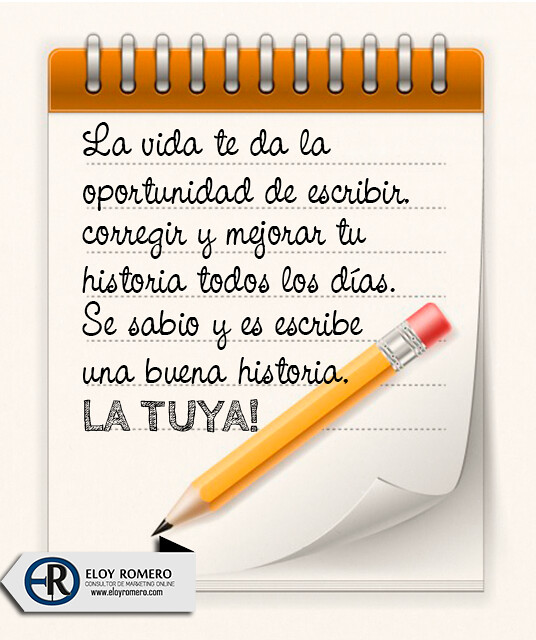 La vida te da la
oportunidad de escribir.
corregir y mejorar tu
historia todos los días.
Se sabio y es escribe
una buena historia.
LA TUYA!
ER
ELOY ROMERO
CONSULTOR DE MARKETING ONLINE
www.eloyromero.com